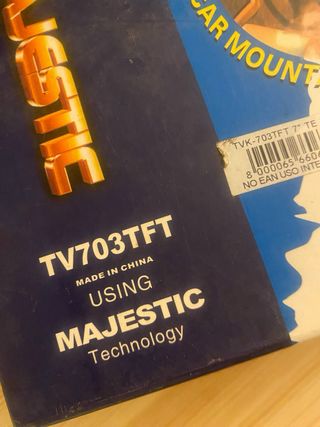 CAR MOUNT
JESTIC
TVK-703TFT 7" TE
8 000065 6606
NO EAN USO INTE
TV703TFT
MADE IN CHINA
USING
MAJESTIC
Technology